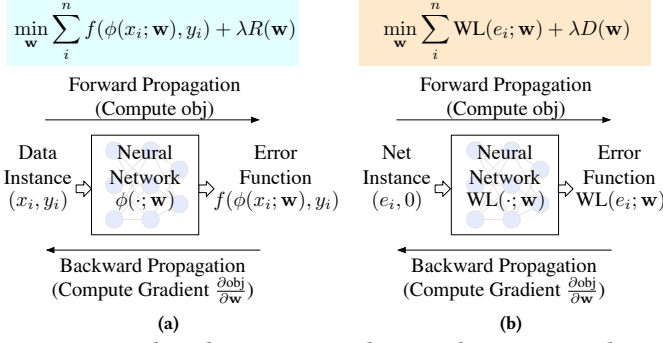 min_w ∑_i^n f(φ(x_i; w), y_i) + λR(w)
Forward Propagation
(Compute obj)
Data
Instance
(x_i, y_i)
Neural
Network
φ(·; w)
Error
Function
f(φ(x_i; w), y_i)
Backward Propagation
(Compute Gradient ∂obj/∂w)
(a)
min_w ∑_i^n WL(e_i; w) + λD(w)
Forward Propagation
(Compute obj)
Net
Instance
(e_i, 0)
Neural
Network
WL(·; w)
Error
Function
WL(e_i; w)
Backward Propagation
(Compute Gradient ∂obj/∂w)
(b)